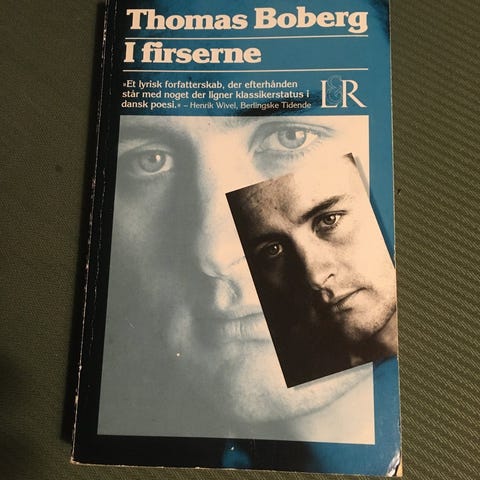 Thomas Boberg
I firserne
»Et lyrisk forfatterskab, der efterhånden
står med noget der ligner klassikerstatus i
dansk poesi.« – Henrik Wivel, Berlingske Tidende
L&R